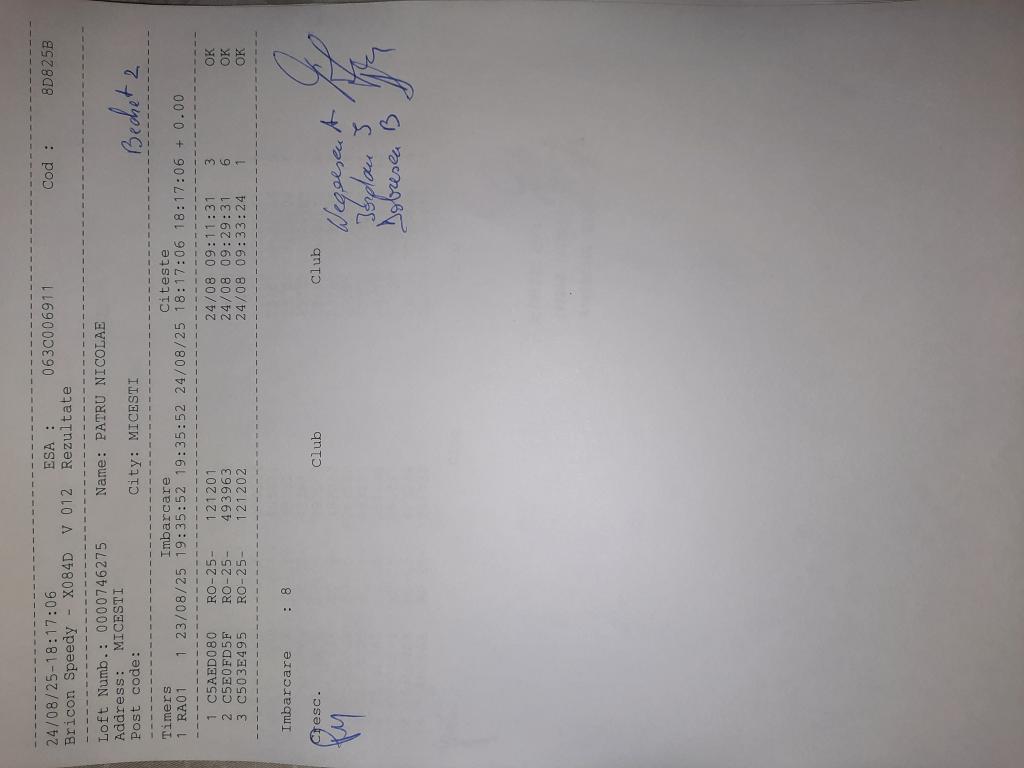 24/08/25-18:17:06 ESA : 063C006911 Cod : 8D825B
Bricon Speedy - X084D V 012 Rezultate
Loft Numb.: 0000746275 Name: PATRU NICOLAE
Address: MICESTI
Post code: City: MICESTI Bechet 2
Timers Imbarcare Citeste
1 RA01 1 23/08/25 19:35:52 19:35:52 24/08/25 18:17:06 18:17:06 + 0.00
1 C5AED080 RO-25- 121201 24/08 09:11:31 3 OK
2 C5E0FD5F RO-25- 493963 24/08 09:29:31 6 OK
3 C503E495 RO-25- 121202 24/08 09:33:24 1 OK
Imbarcare : 8
Cresc. Club Club